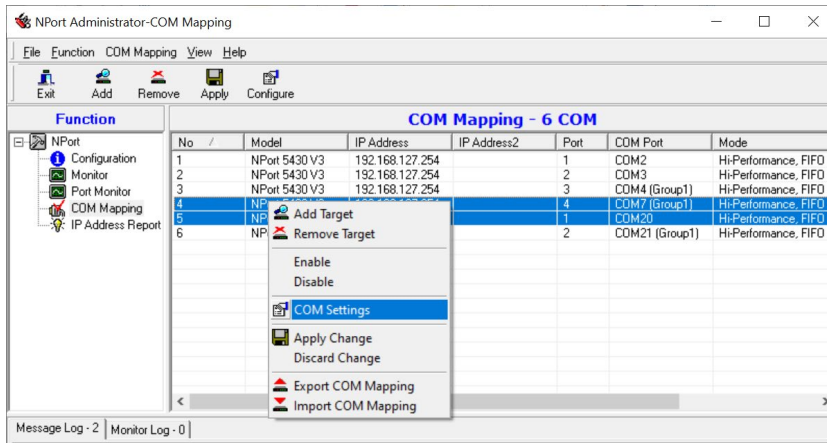 NPort Administrator-COM Mapping
File Function COM Mapping View Help
Exit Add Remove Apply Configure
Function
COM Mapping - 6 COM
NPort
Configuration
Monitor
Port Monitor
COM Mapping
IP Address Report
No Model IP Address IP Address2 Port COM Port Mode
1 NPort 5430 V3 192.168.127.254 1 COM2 Hi-Performance, FIFO
2 NPort 5430 V3 192.168.127.254 2 COM3 Hi-Performance, FIFO
3 NPort 5430 V3 192.168.127.254 3 COM4 (Group1) Hi-Performance, FIFO
4 4 COM7 (Group1) Hi-Performance, FIFO
5 NP 1 COM20 Hi-Performance, FIFO
6 NP 2 COM21 (Group1) Hi-Performance, FIFO
Add Target
Remove Target
Enable
Disable
COM Settings
Apply Change
Discard Change
Export COM Mapping
Import COM Mapping
Message Log - 2 Monitor Log - 0